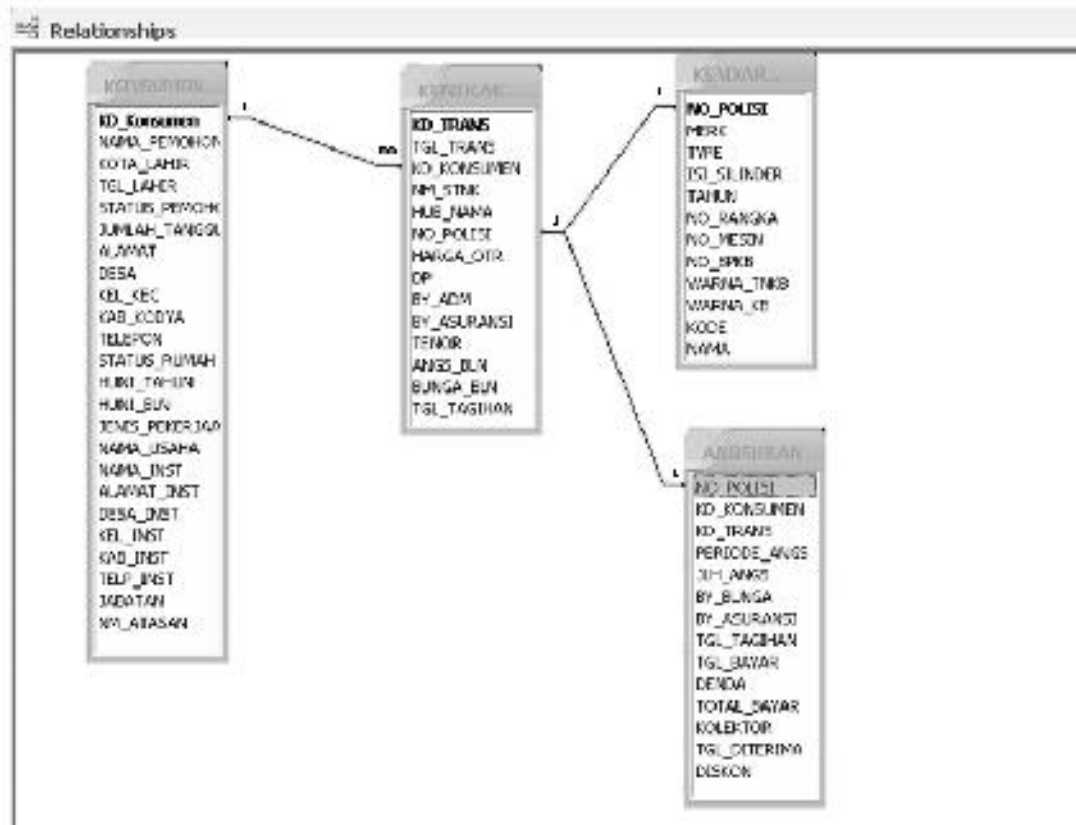 Relationships
KD_Konsumen
NAMA_PEMOHON
KOTA_LAHIR
TGL_LAHIR
STATUS_PEMOHO
JUMLAH_TANGGU
ALAMAT
DESA
KEL_KEC
KAB_KODYA
TELEPON
STATUS_RUMAH
HUNI_TAHUN
HUNI_BLN
JENIS_PEKERJAA
NAMA_USAHA
NAMA_INST
ALAMAT_INST
DESA_INST
KEL_INST
KAB_INST
TELP_INST
JABATAN
NM_ATASAN
1
KD_TRANS
TGL_TRANS
KD_KONSUMEN
NM_STNK
HUB_NAMA
NO_POLISI
HARGA_OTR
DP
BY_ADM
BY_ASURANSI
TENOR
ANGS_BLN
BUNGA_BLN
TGL_TAGIHAN
1
1
KENDAR...
NO_POLISI
MERK
TYPE
ISI_SILINDER
TAHUN
NO_RANGKA
NO_MESIN
NO_BPKB
WARNA_TNKB
WARNA_KB
KODE
NAMA
1
ANGSURAN
NO_POLISI
KD_KONSUMEN
KD_TRANS
PERIODE_ANGS
JLH_ANGS
BY_BUNGA
BY_ASURANSI
TGL_TAGIHAN
TGL_BAYAR
DENDA
TOTAL_BAYAR
KOLEKTOR
TGL_DITERIMA
DISKON